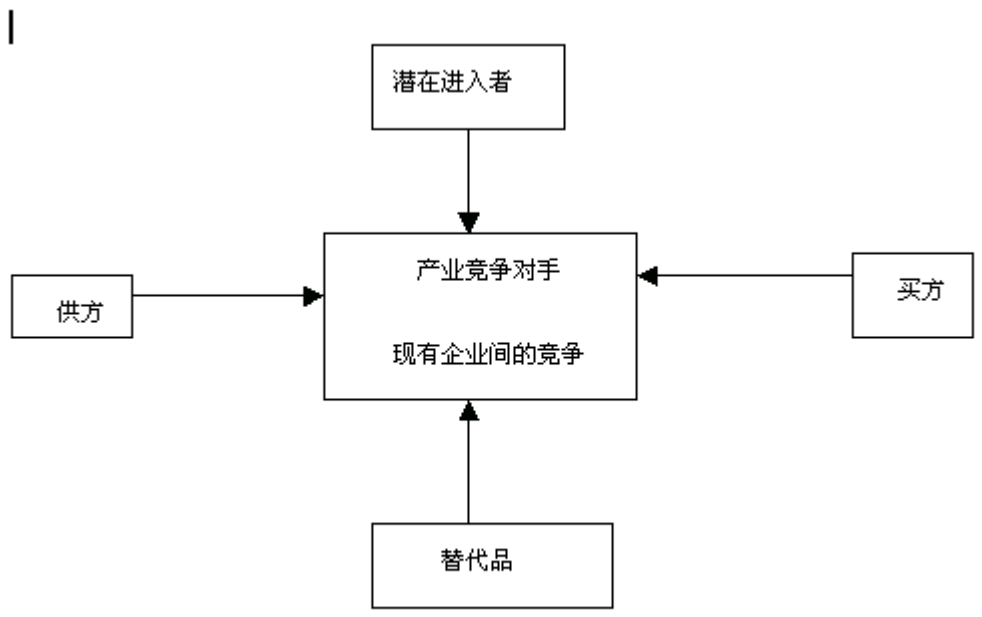 潜在进入者
产业竞争对手
供方
买方
现有企业间的竞争
替代品